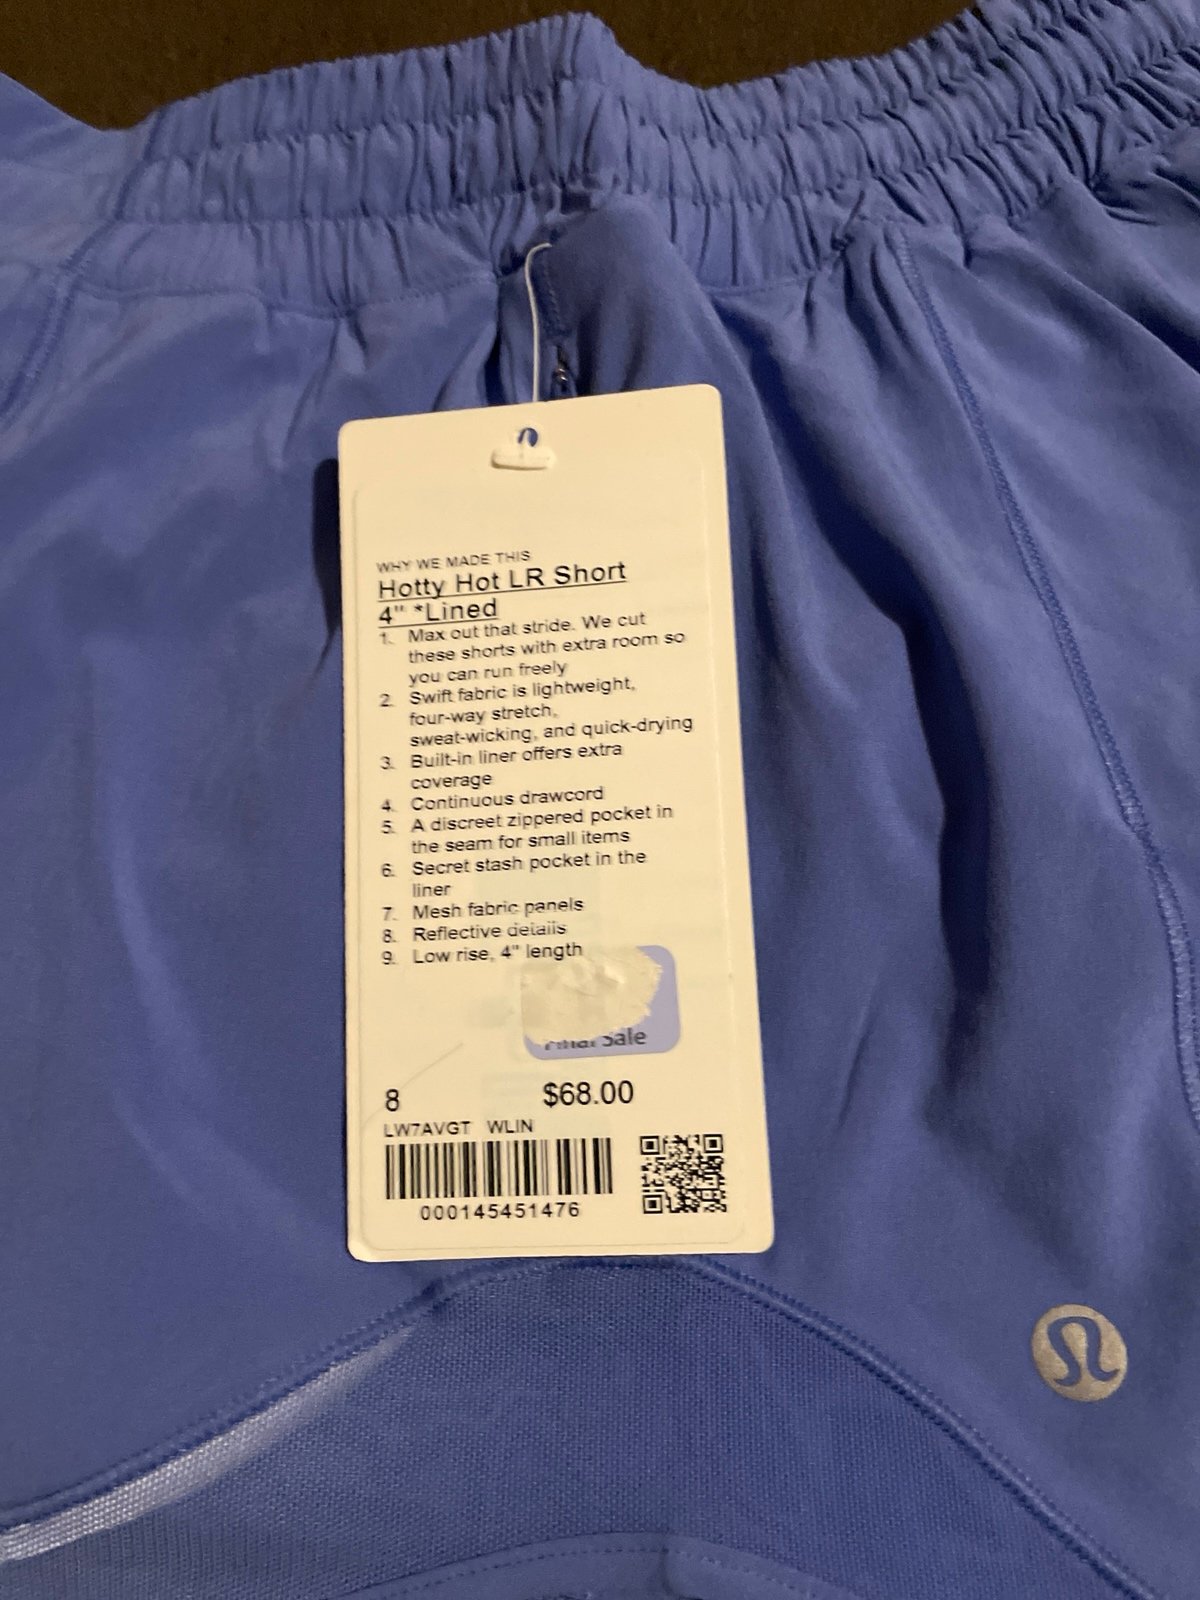 WHY WE MADE THIS
Hotty Hot LR Short
4" *Lined
1. Max out that stride. We cut
these shorts with extra room so
you can run freely
2. Swift fabric is lightweight,
four-way stretch,
sweat-wicking, and quick-drying
3. Built-in liner offers extra
coverage
4. Continuous drawcord
5. A discreet zippered pocket in
the seam for small items
6. Secret stash pocket in the
liner
7. Mesh fabric panels
8. Reflective details
9. Low rise, 4" length
Final Sale
8 $68.00
LW7AVGT WLIN
000145451476